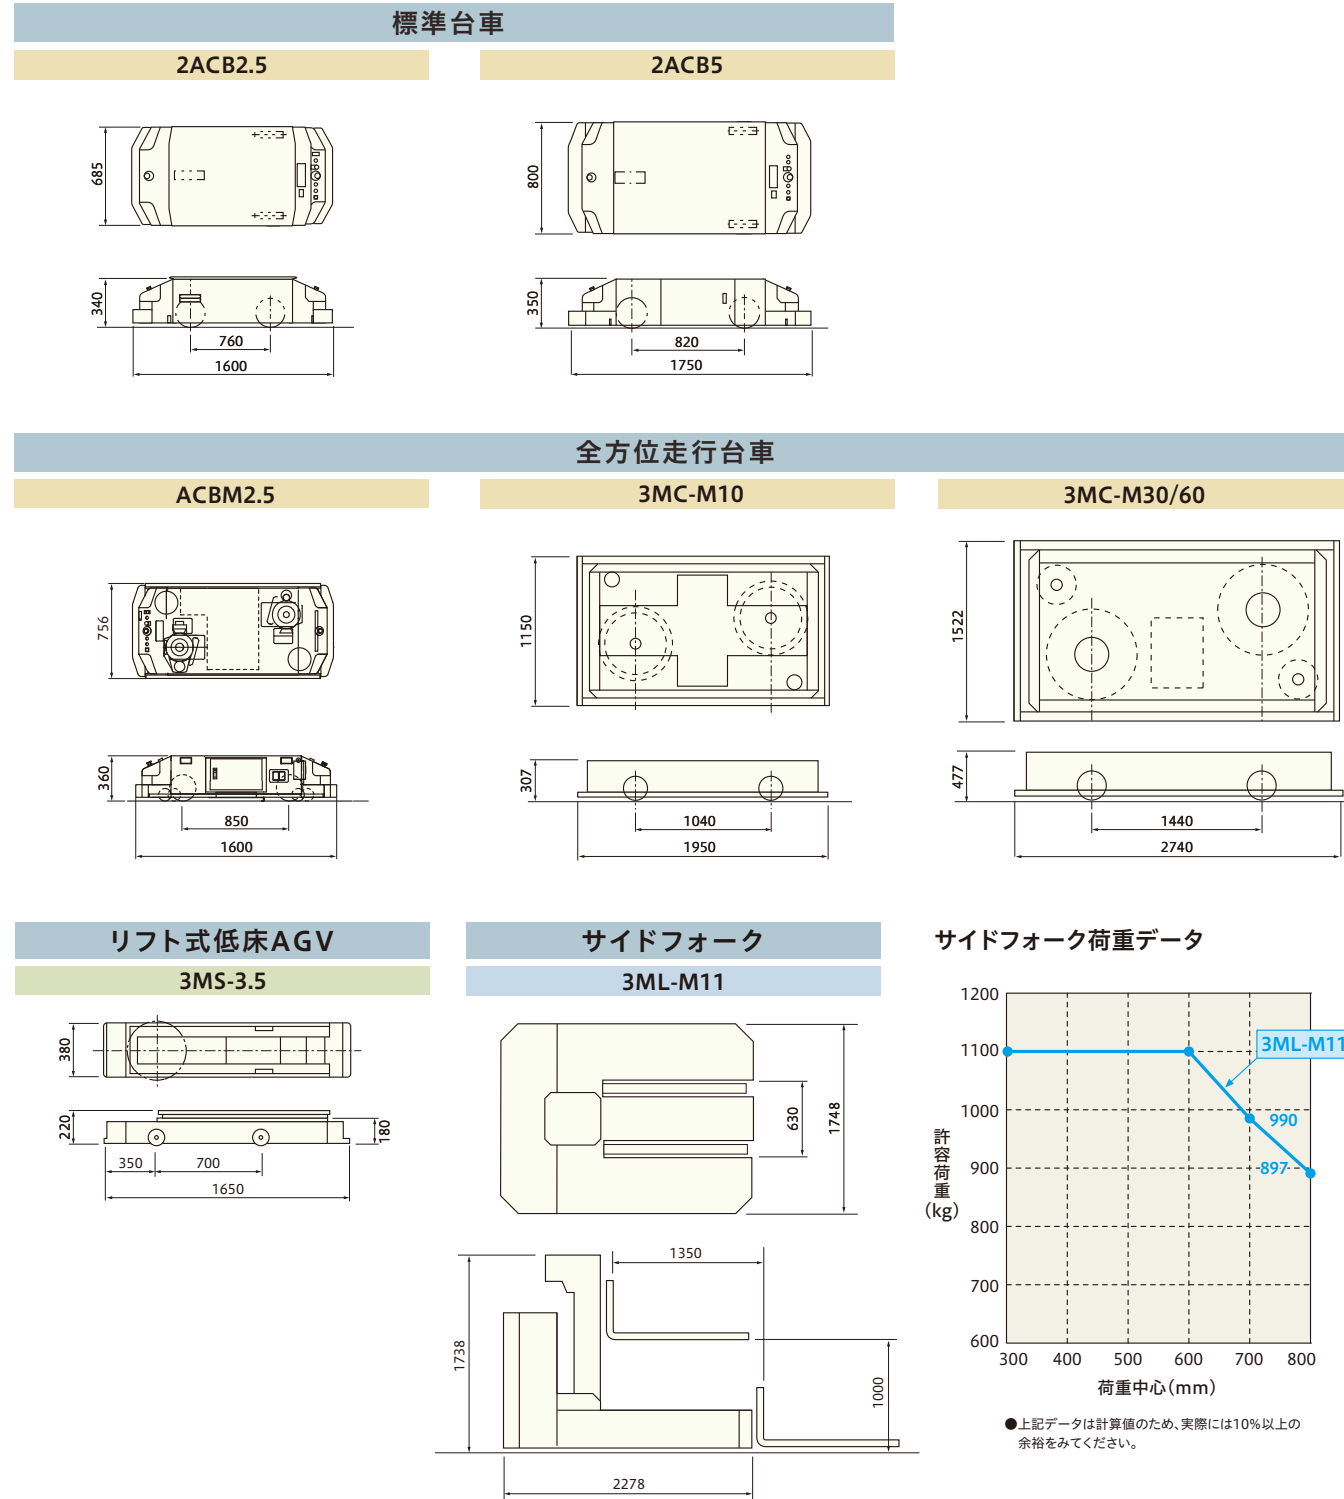 標準台車
2ACB2.5
2ACB5
685
340
760
1600
800
350
820
1750
全方位走行台車
ACBM2.5
3MC-M10
3MC-M30/60
756
360
850
1600
1150
307
1040
1950
1522
477
1440
2740
リフト式低床AGV
3MS-3.5
380
220
180
350
700
1650
サイドフォーク
3ML-M11
630
1748
1350
1738
1000
2278
サイドフォーク荷重データ
1200
1100
1000
900
800
700
600
許容荷重(kg)
3ML-M11
990
897
300 400 500 600 700 800
荷重中心(mm)
●上記データは計算値のため、実際には10%以上の
余裕をみてください。